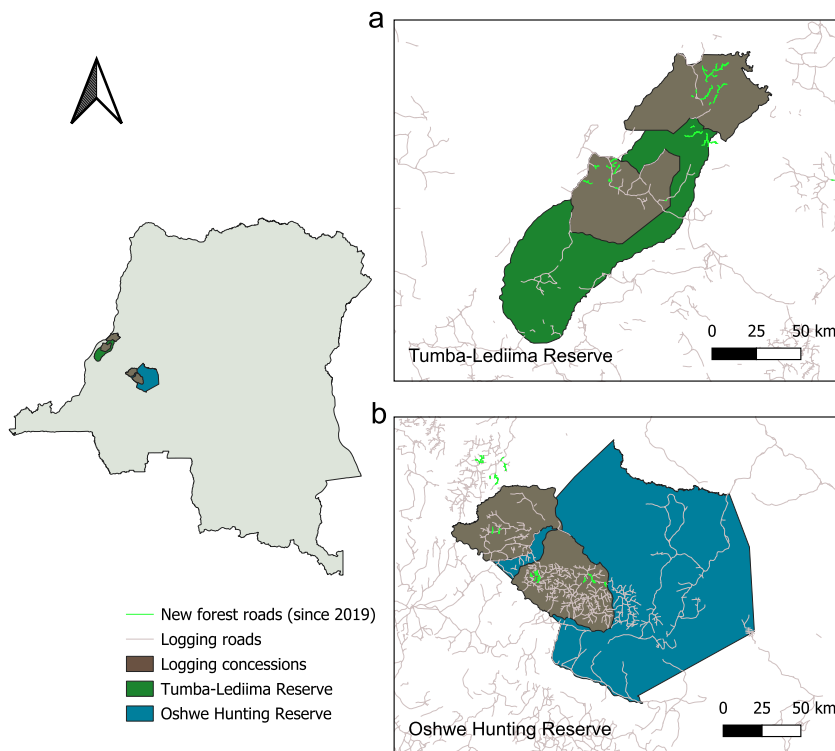 a
Tumba-Lediima Reserve
0 25 50 km
b
Oshwe Hunting Reserve
0 25 50 km
New forest roads (since 2019)
Logging roads
Logging concessions
Tumba-Lediima Reserve
Oshwe Hunting Reserve